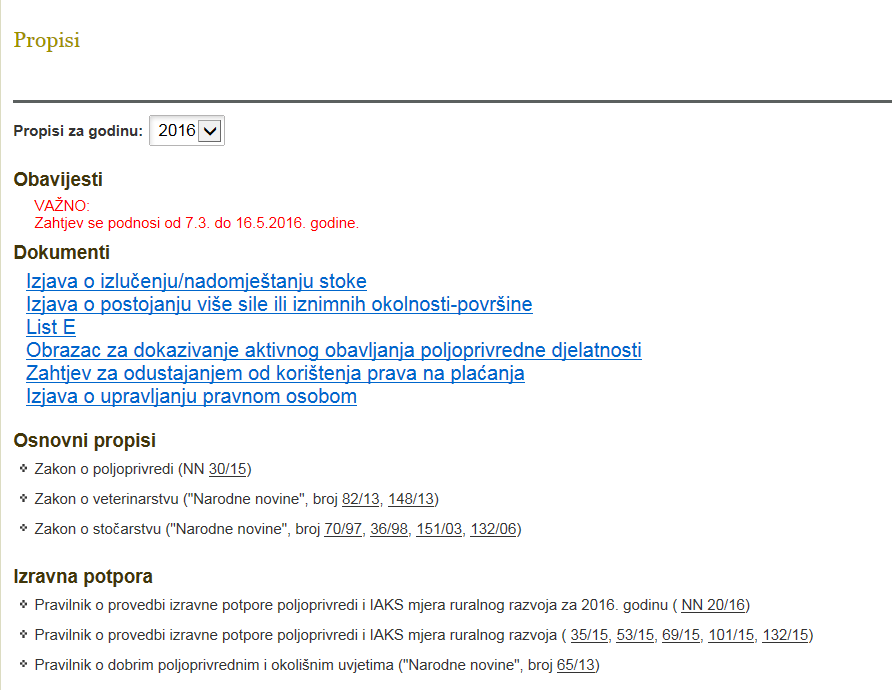 Propisi
Propisi za godinu: 2016
Obavijesti
VAŽNO:
Zahtjev se podnosi od 7.3. do 16.5.2016. godine.
Dokumenti
Izjava o izlučenju/nadomještanju stoke
Izjava o postojanju više sile ili iznimnih okolnosti-površine
List E
Obrazac za dokazivanje aktivnog obavljanja poljoprivredne djelatnosti
Zahtjev za odustajanjem od korištenja prava na plaćanja
Izjava o upravljanju pravnom osobom
Osnovni propisi
Zakon o poljoprivredi (NN 30/15)
Zakon o veterinarstvu ("Narodne novine", broj 82/13, 148/13)
Zakon o stočarstvu ("Narodne novine", broj 70/97, 36/98, 151/03, 132/06)
Izravna potpora
Pravilnik o provedbi izravne potpore poljoprivredi i IAKS mjera ruralnog razvoja za 2016. godinu ( NN 20/16)
Pravilnik o provedbi izravne potpore poljoprivredi i IAKS mjera ruralnog razvoja ( 35/15, 53/15, 69/15, 101/15, 132/15)
Pravilnik o dobrim poljoprivrednim i okolišnim uvjetima ("Narodne novine", broj 65/13)